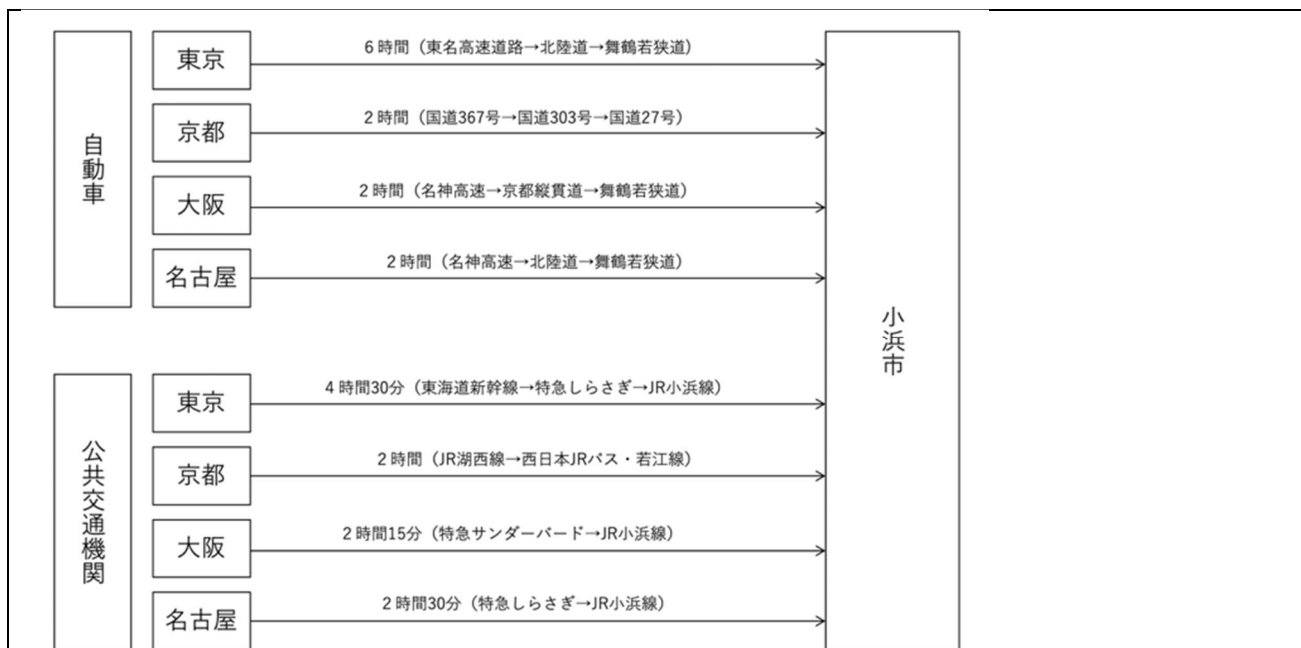 自動車
東京
6時間（東名高速道路→北陸道→舞鶴若狭道）
京都
2時間（国道367号→国道303号→国道27号）
大阪
2時間（名神高速→京都縦貫道→舞鶴若狭道）
名古屋
2時間（名神高速→北陸道→舞鶴若狭道）
小浜市
公共交通機関
東京
4時間30分（東海道新幹線→特急しらさぎ→JR小浜線）
京都
2時間（JR湖西線→西日本JRバス・若江線）
大阪
2時間15分（特急サンダーバード→JR小浜線）
名古屋
2時間30分（特急しらさぎ→JR小浜線）